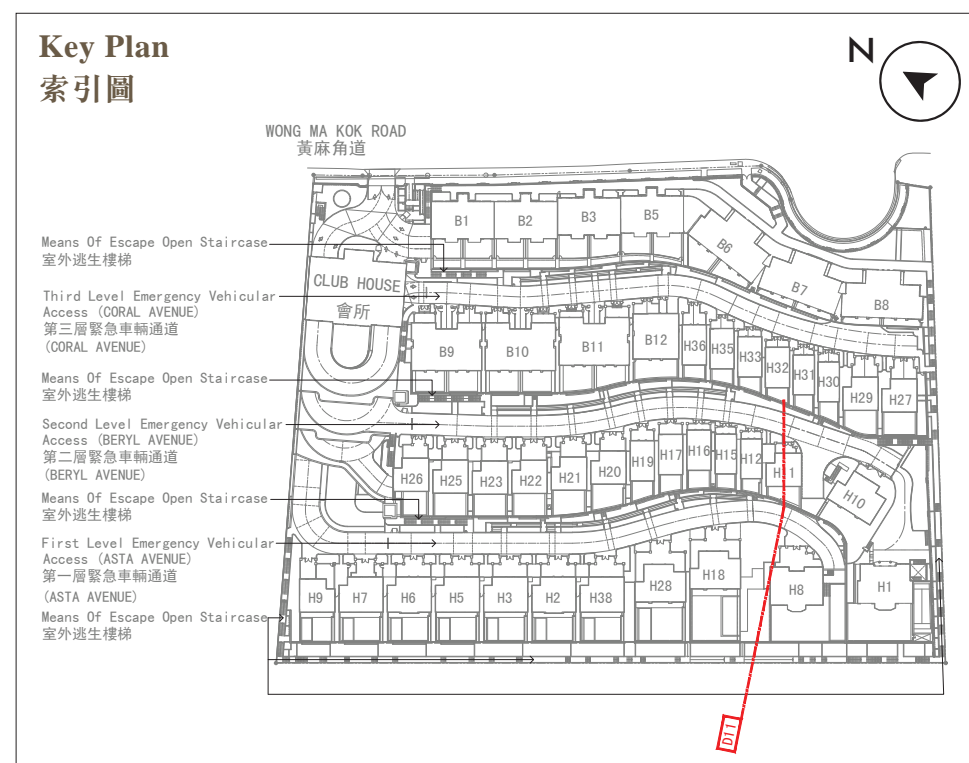 Key Plan
索引圖
N
WONG MA KOK ROAD
黃麻角道
Means Of Escape Open Staircase
室外逃生樓梯
Third Level Emergency Vehicular
Access (CORAL AVENUE)
第三層緊急車輛通道
(CORAL AVENUE)
Means Of Escape Open Staircase
室外逃生樓梯
Second Level Emergency Vehicular
Access (BERYL AVENUE)
第二層緊急車輛通道
(BERYL AVENUE)
Means Of Escape Open Staircase
室外逃生樓梯
First Level Emergency Vehicular
Access (ASTA AVENUE)
第一層緊急車輛通道
(ASTA AVENUE)
Means Of Escape Open Staircase
室外逃生樓梯
CLUB HOUSE
會所
B1 B2 B3 B5
B6
B7
B8
B9 B10 B11 B12 H36 H35 H33 H32 H31 H30 H29 H27
H26 H25 H23 H22 H21 H20 H19 H17 H16 H15 H12 H11 H10
H9 H7 H6 H5 H3 H2 H38 H28 H18 H8 H1
D11